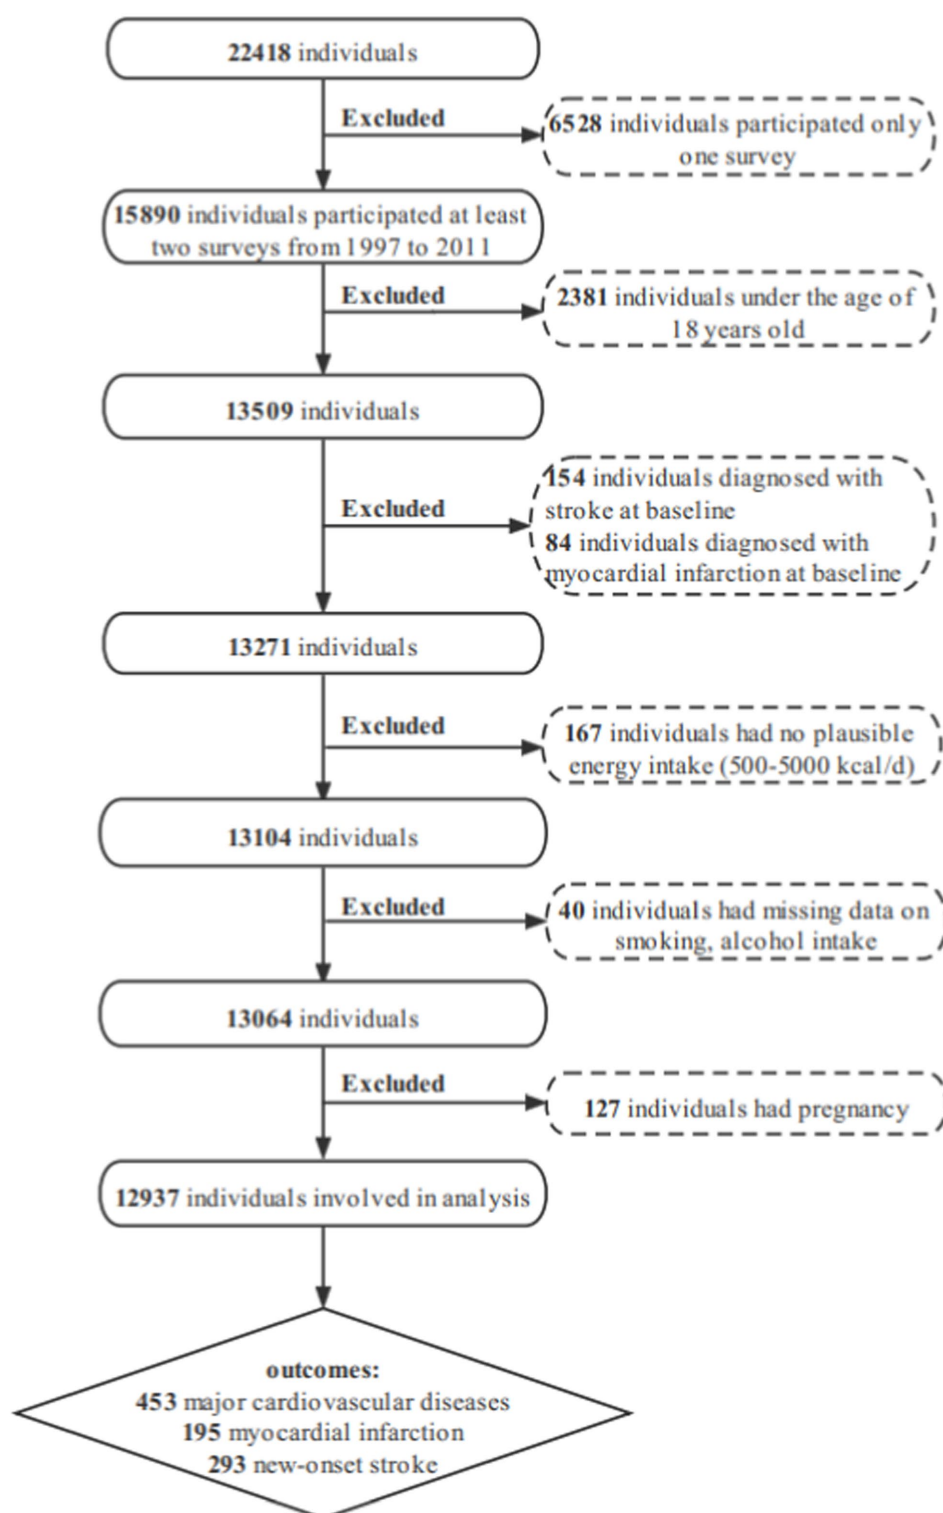 22418 individuals
Excluded
6528 individuals participated only
one survey
15890 individuals participated at least
two surveys from 1997 to 2011
Excluded
2381 individuals under the age of
18 years old
13509 individuals
Excluded
154 individuals diagnosed with
stroke at baseline
84 individuals diagnosed with
myocardial infarction at baseline
13271 individuals
Excluded
167 individuals had no plausible
energy intake (500-5000 kcal/d)
13104 individuals
Excluded
40 individuals had missing data on
smoking, alcohol intake
13064 individuals
Excluded
127 individuals had pregnancy
12937 individuals involved in analysis
outcomes:
453 major cardiovascular diseases
195 myocardial infarction
293 new-onset stroke